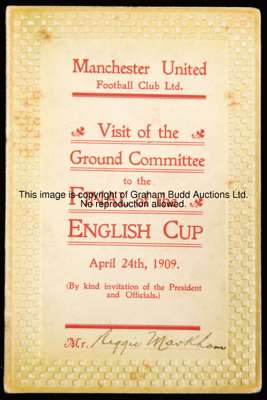 Manchester United
Football Club Ltd.
Visit of the
Ground Committee
to the
This image is copyright of Graham Budd Auctions Ltd.
No reproduction allowed.
ENGLISH CUP
April 24th, 1909.
(By kind invitation of the President
and Officials.)
Mr. Reggie Markham